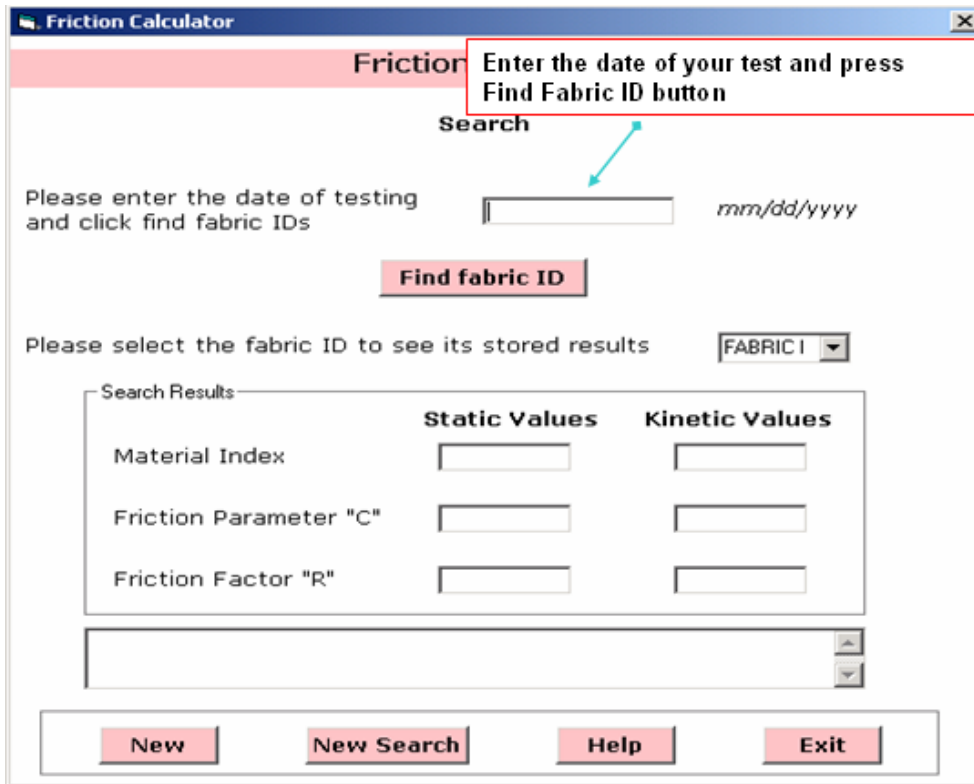 Friction Calculator
Friction
Enter the date of your test and press
Find Fabric ID button
Search
Please enter the date of testing
and click find fabric IDs
mm/dd/yyyy
Find fabric ID
Please select the fabric ID to see its stored results
FABRIC I
Search Results
Static Values Kinetic Values
Material Index
Friction Parameter "C"
Friction Factor "R"
New New Search Help Exit